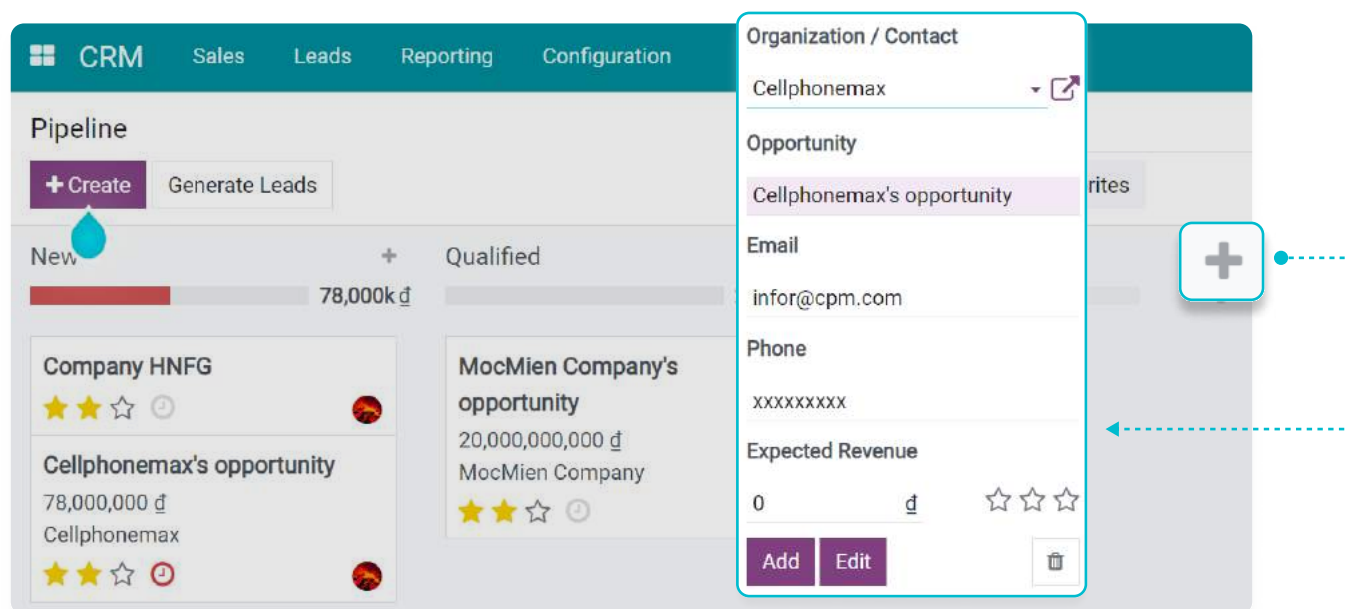 CRM Sales Leads Reporting Configuration
Pipeline
Create Generate Leads
rites
New
78,000k ₫
Company HNFG
Cellphonemax's opportunity
78,000,000 ₫
Cellphonemax
Qualified
MocMien Company's
opportunity
20,000,000,000 ₫
MocMien Company
Organization / Contact
Cellphonemax
Opportunity
Cellphonemax's opportunity
Email
infor@cpm.com
Phone
xxxxxxxxx
Expected Revenue
0 ₫
Add Edit